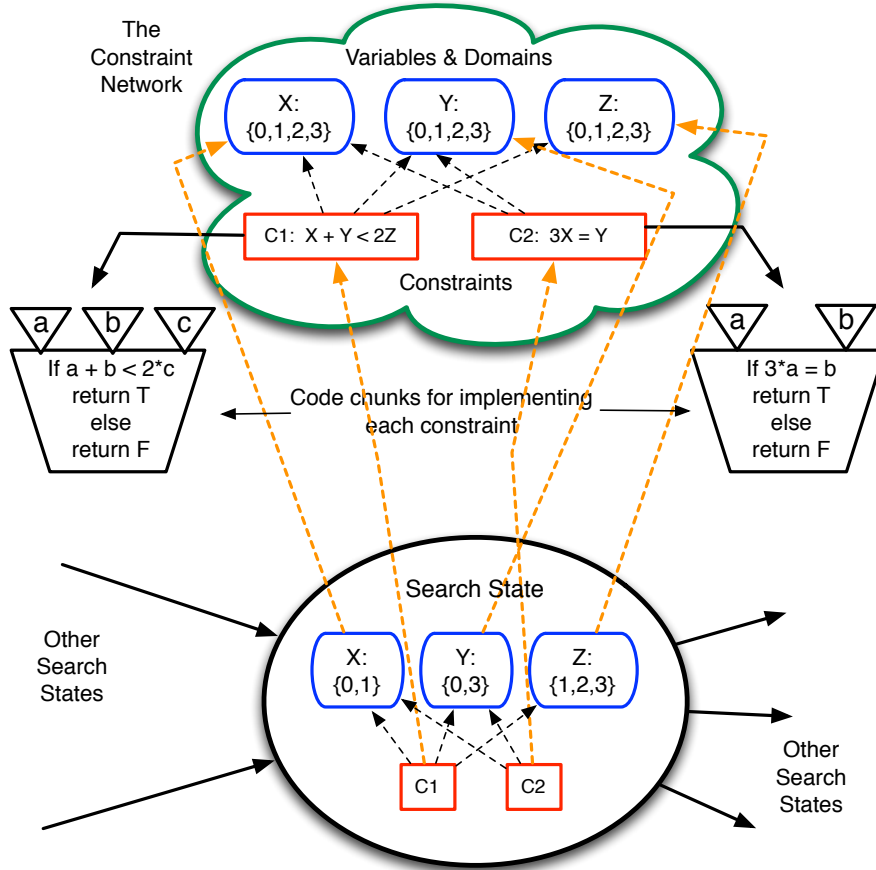 The
Constraint
Network
Variables & Domains
X:
{0,1,2,3}
Y:
{0,1,2,3}
Z:
{0,1,2,3}
C1:  X + Y < 2Z
C2:  3X = Y
Constraints
a
b
c
If a + b < 2*c
return T
else
return F
Code chunks for implementing
each constraint
a
b
If 3*a = b
return T
else
return F
Search State
Other
Search
States
X:
{0,1}
Y:
{0,3}
Z:
{1,2,3}
C1
C2
Other
Search
States